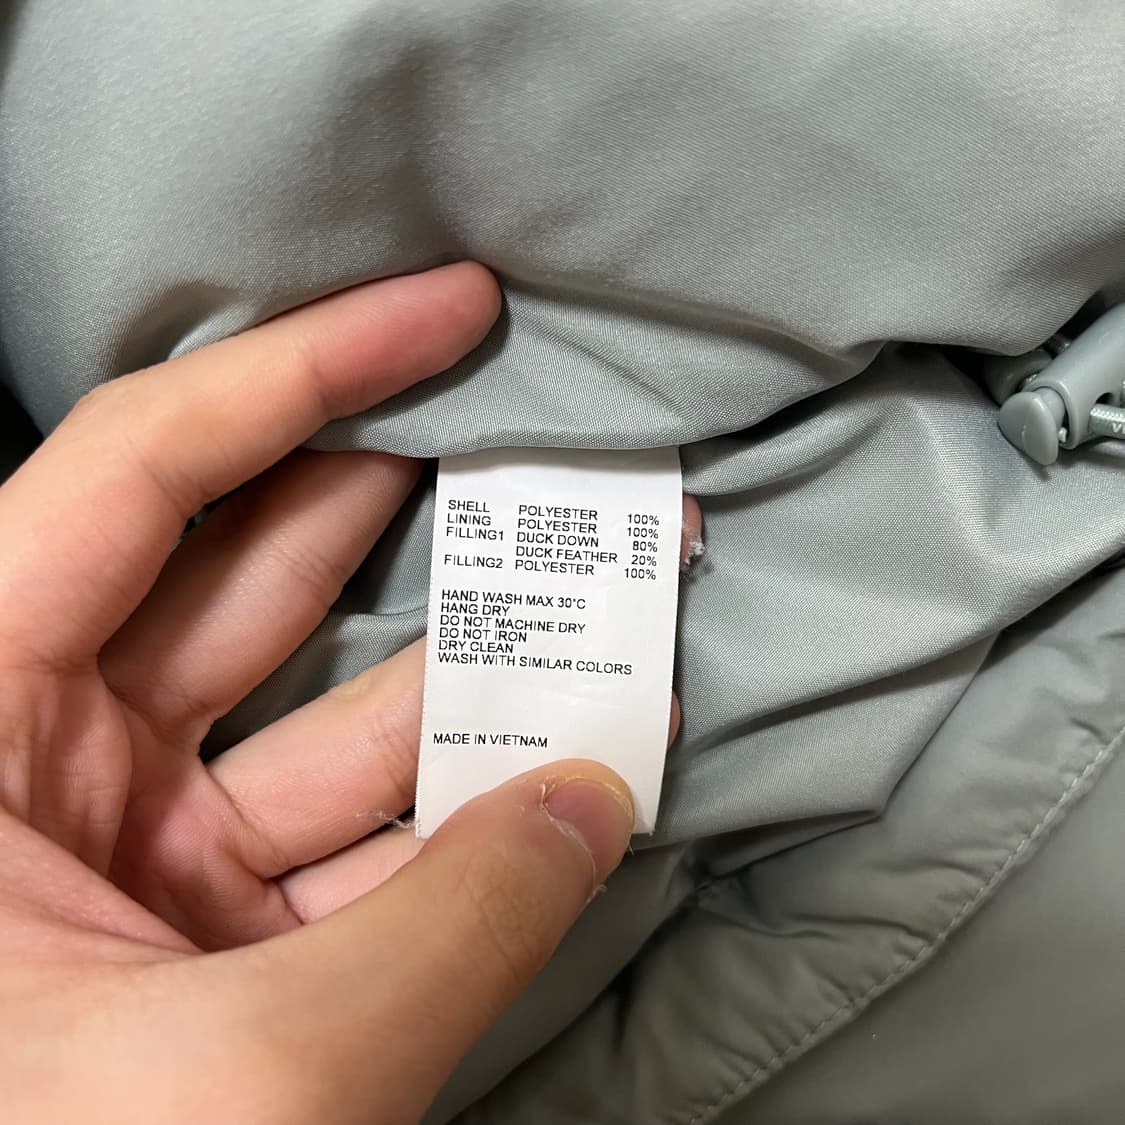 SHELL POLYESTER 100%
LINING POLYESTER 100%
FILLING1 DUCK DOWN 80%
DUCK FEATHER 20%
FILLING2 POLYESTER 100%
HAND WASH MAX 30°C
HANG DRY
DO NOT MACHINE DRY
DO NOT IRON
DRY CLEAN
WASH WITH SIMILAR COLORS
MADE IN VIETNAM